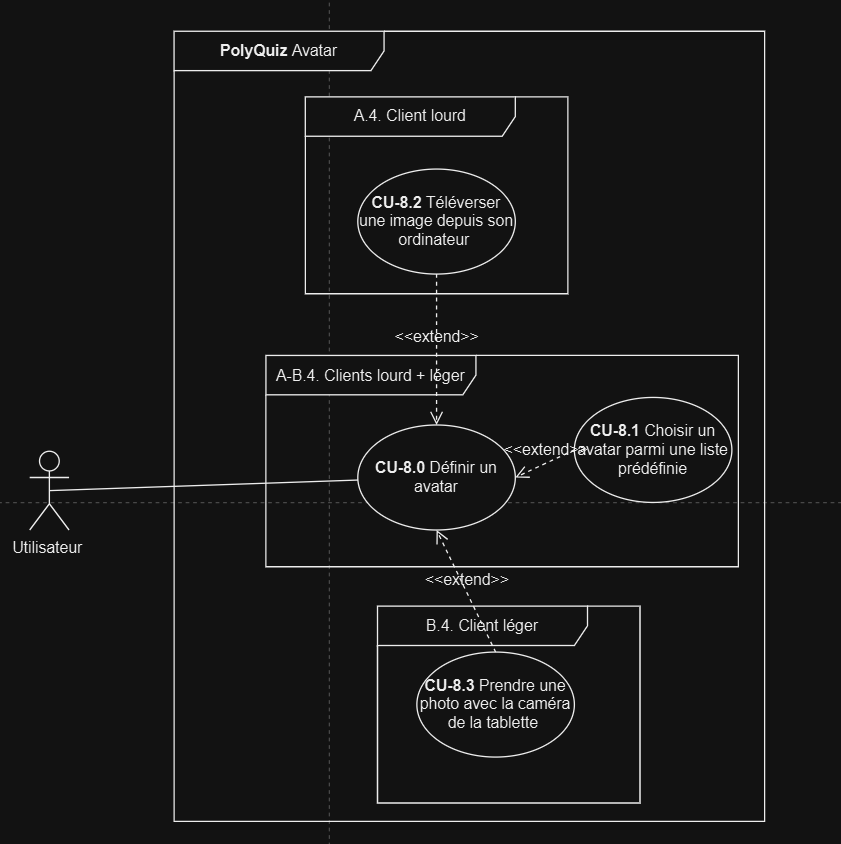 PolyQuiz Avatar
A.4. Client lourd
CU-8.2 Téléverser
une image depuis son
ordinateur
<<extend>>
A-B.4. Clients lourd + léger
CU-8.1 Choisir un
avatar parmi une liste
prédéfinie
<<extend>>
CU-8.0 Définir un
avatar
Utilisateur
<<extend>>
B.4. Client léger
CU-8.3 Prendre une
photo avec la caméra
de la tablette